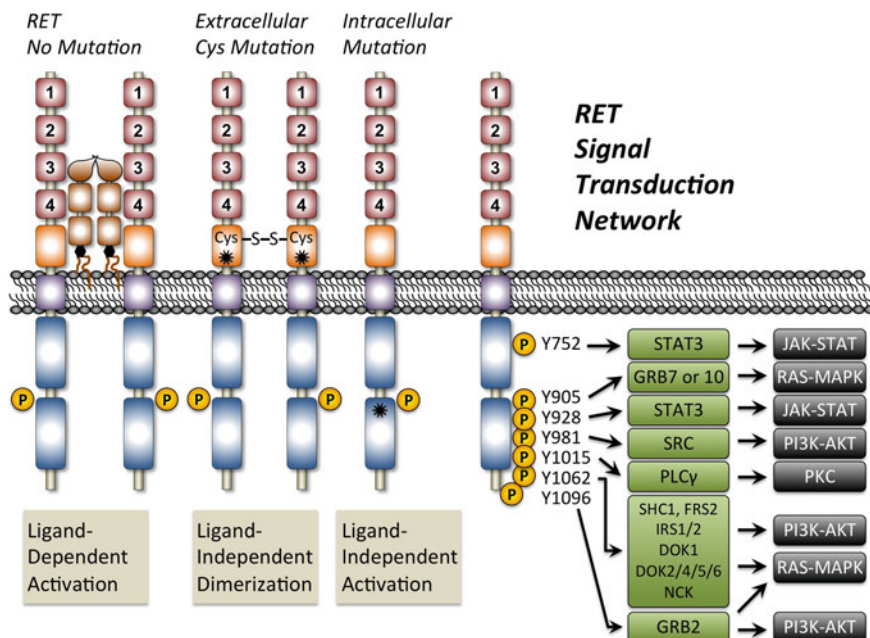 RET
No Mutation
Extracellular
Cys Mutation
Intracellular
Mutation
1
2
3
4
1
2
3
4
1
2
3
4
1
2
3
4
1
2
3
4
1
2
3
4
Cys –S–S– Cys
P
P
P
P
P
Ligand-
Dependent
Activation
Ligand-
Independent
Dimerization
Ligand-
Independent
Activation
RET
Signal
Transduction
Network
P Y752 STAT3 JAK-STAT
GRB7 or 10 RAS-MAPK
P Y905
P Y928 STAT3 JAK-STAT
P Y981 SRC PI3K-AKT
P Y1015 PLCγ PKC
P Y1062
P Y1096
SHC1, FRS2
IRS1/2
DOK1
DOK2/4/5/6
NCK
PI3K-AKT
RAS-MAPK
GRB2 PI3K-AKT